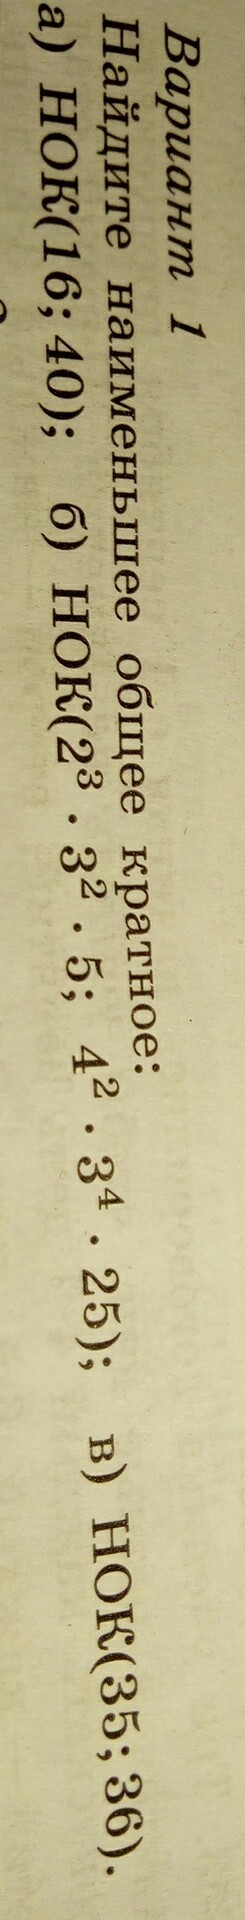 Вариант 1
Найдите наименьшее общее кратное:
а) НОК(16; 40); б) НОК(2³ · 3² · 5; 4² · 3⁴ · 25); в) НОК(35; 36).